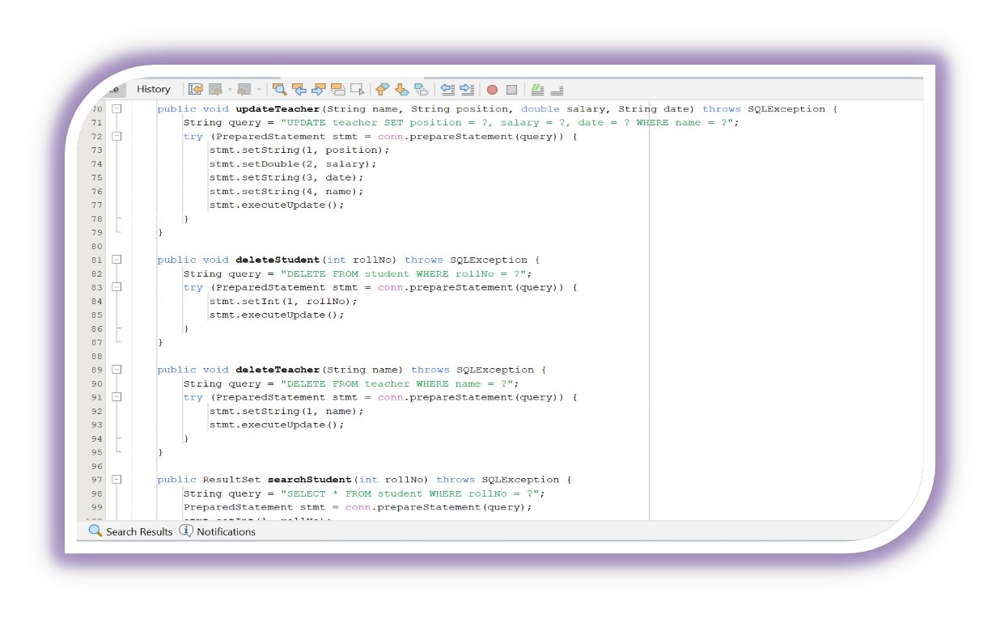 ce History
70 public void updateTeacher(String name, String position, double salary, String date) throws SQLException {
71 String query = "UPDATE teacher SET position = ?, salary = ?, date = ? WHERE name = ?";
72 try (PreparedStatement stmt = conn.prepareStatement(query)) {
73 stmt.setString(1, position);
74 stmt.setDouble(2, salary);
75 stmt.setString(3, date);
76 stmt.setString(4, name);
77 stmt.executeUpdate();
78 }
79 }
80
81 public void deleteStudent(int rollNo) throws SQLException {
82 String query = "DELETE FROM student WHERE rollNo = ?";
83 try (PreparedStatement stmt = conn.prepareStatement(query)) {
84 stmt.setInt(1, rollNo);
85 stmt.executeUpdate();
86 }
87 }
88
89 public void deleteTeacher(String name) throws SQLException {
90 String query = "DELETE FROM teacher WHERE name = ?";
91 try (PreparedStatement stmt = conn.prepareStatement(query)) {
92 stmt.setString(1, name);
93 stmt.executeUpdate();
94 }
95 }
96
97 public ResultSet searchStudent(int rollNo) throws SQLException {
98 String query = "SELECT * FROM student WHERE rollNo = ?";
99 PreparedStatement stmt = conn.prepareStatement(query);
Search Results Notifications